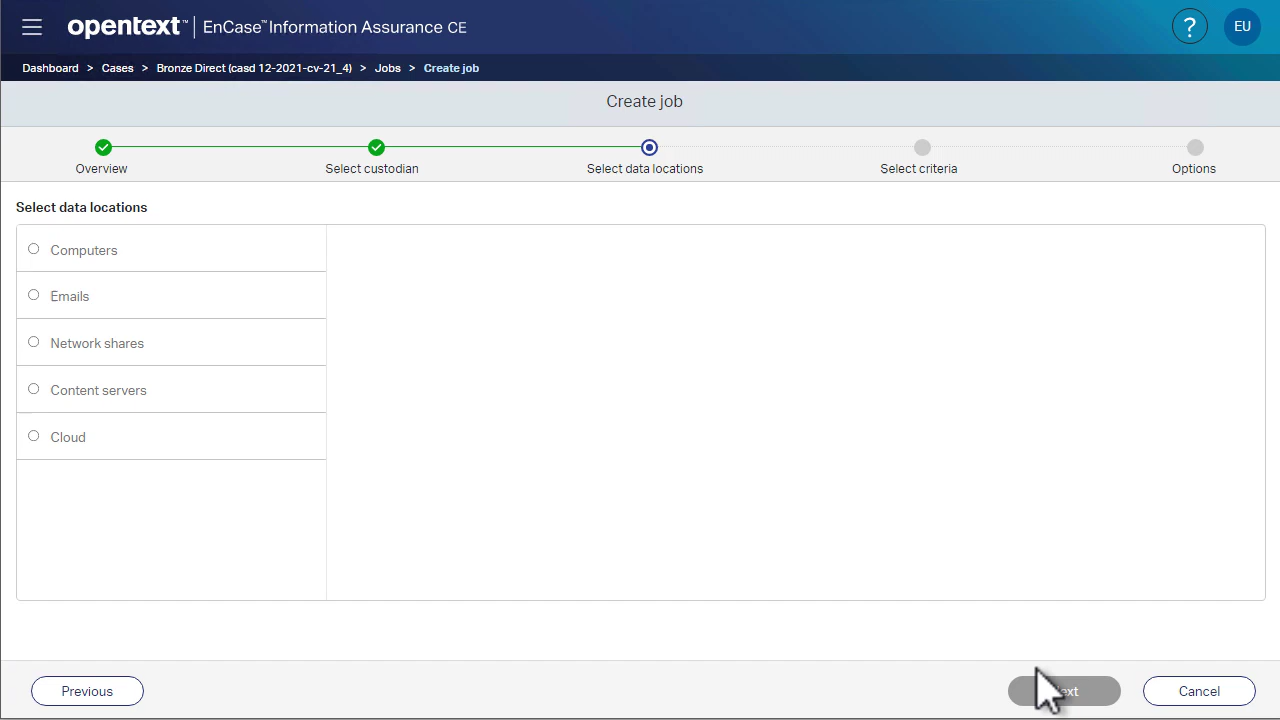 opentext™ | EnCase™ Information Assurance CE
?
EU
Dashboard > Cases > Bronze Direct (casd 12-2021-cv-21_4) > Jobs > Create job
Create job
Overview
Select custodian
Select data locations
Select criteria
Options
Select data locations
Computers
Emails
Network shares
Content servers
Cloud
Previous
Cancel